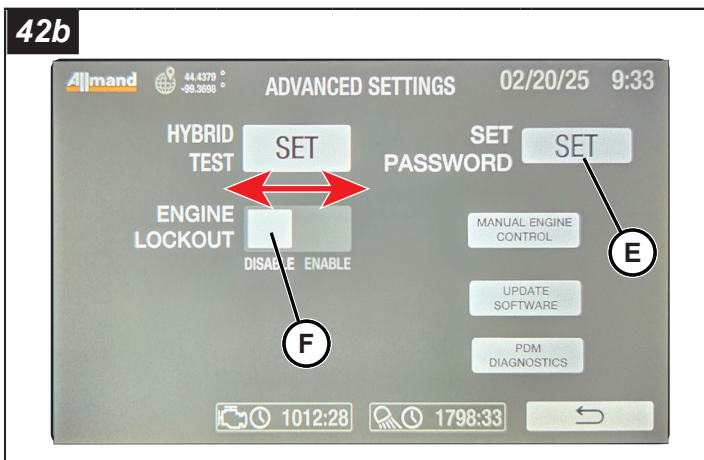 42b
Allmand 44.4379 °
-99.3698 °
ADVANCED SETTINGS 02/20/25 9:33
HYBRID
TEST
SET
SET
PASSWORD
SET
ENGINE
LOCKOUT
DISABLE ENABLE
MANUAL ENGINE
CONTROL
E
UPDATE
SOFTWARE
F
PDM
DIAGNOSTICS
1012:28 1798:33